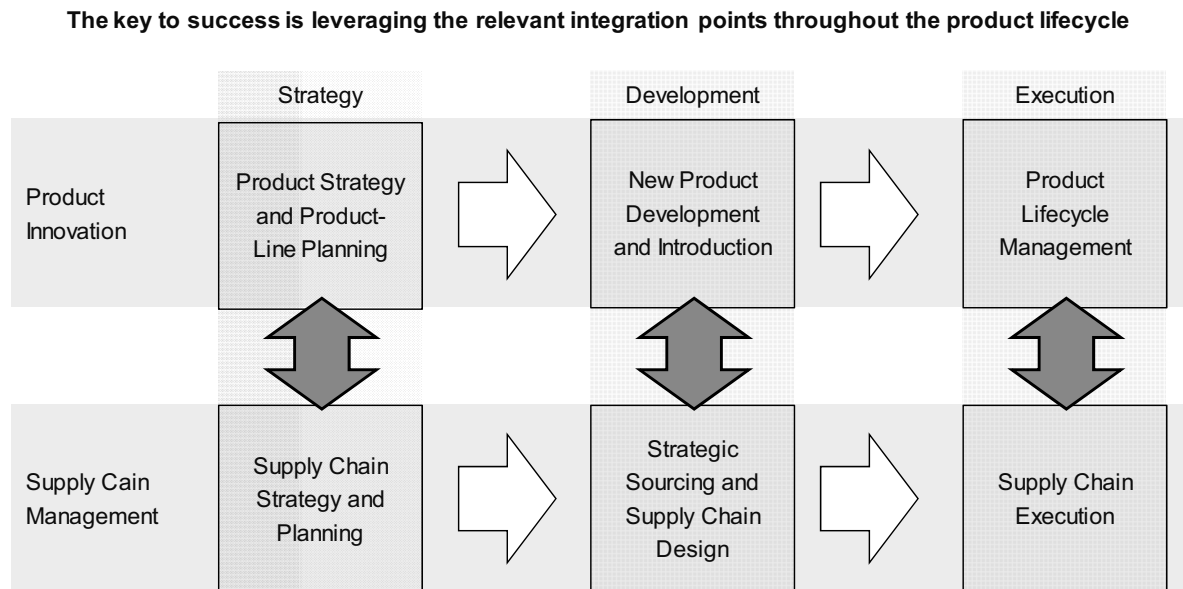 The key to success is leveraging the relevant integration points throughout the product lifecycle
Strategy
Development
Execution
Product
Innovation
Product Strategy
and Product-
Line Planning
New Product
Development
and Introduction
Product
Lifecycle
Management
Supply Cain
Management
Supply Chain
Strategy and
Planning
Strategic
Sourcing and
Supply Chain
Design
Supply Chain
Execution